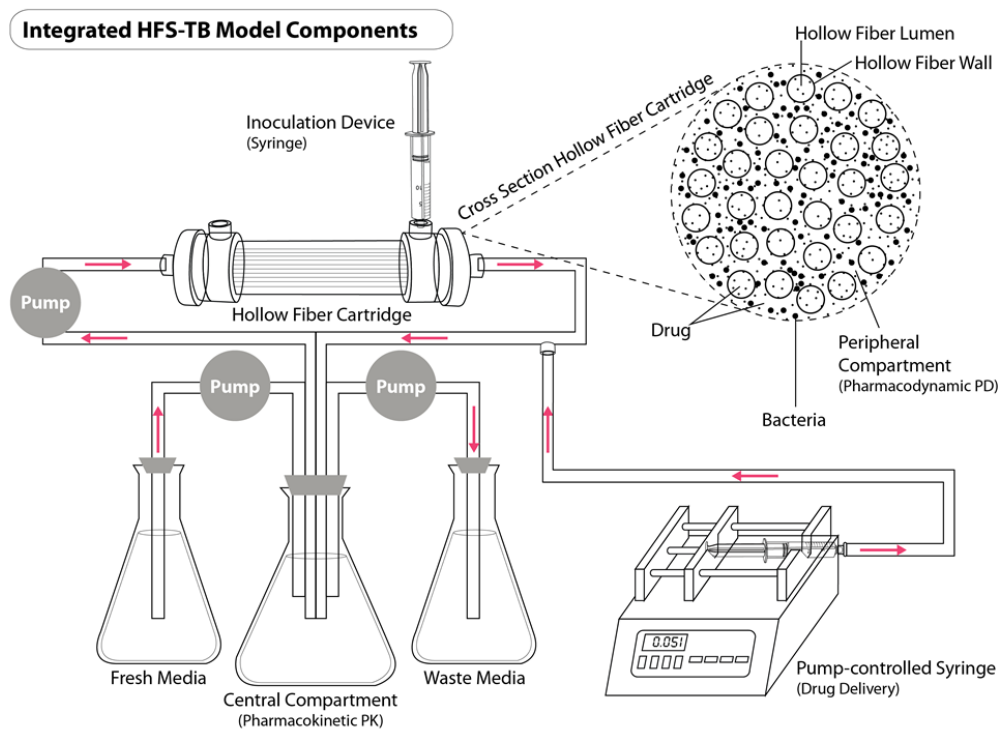 Integrated HFS-TB Model Components
Hollow Fiber Lumen
Hollow Fiber Wall
Cross Section Hollow Fiber Cartridge
Inoculation Device
(Syringe)
Pump
Hollow Fiber Cartridge
Drug
Peripheral
Compartment
(Pharmacodynamic PD)
Bacteria
Pump
Pump
0.051
Fresh Media
Central Compartment
(Pharmacokinetic PK)
Waste Media
Pump-controlled Syringe
(Drug Delivery)